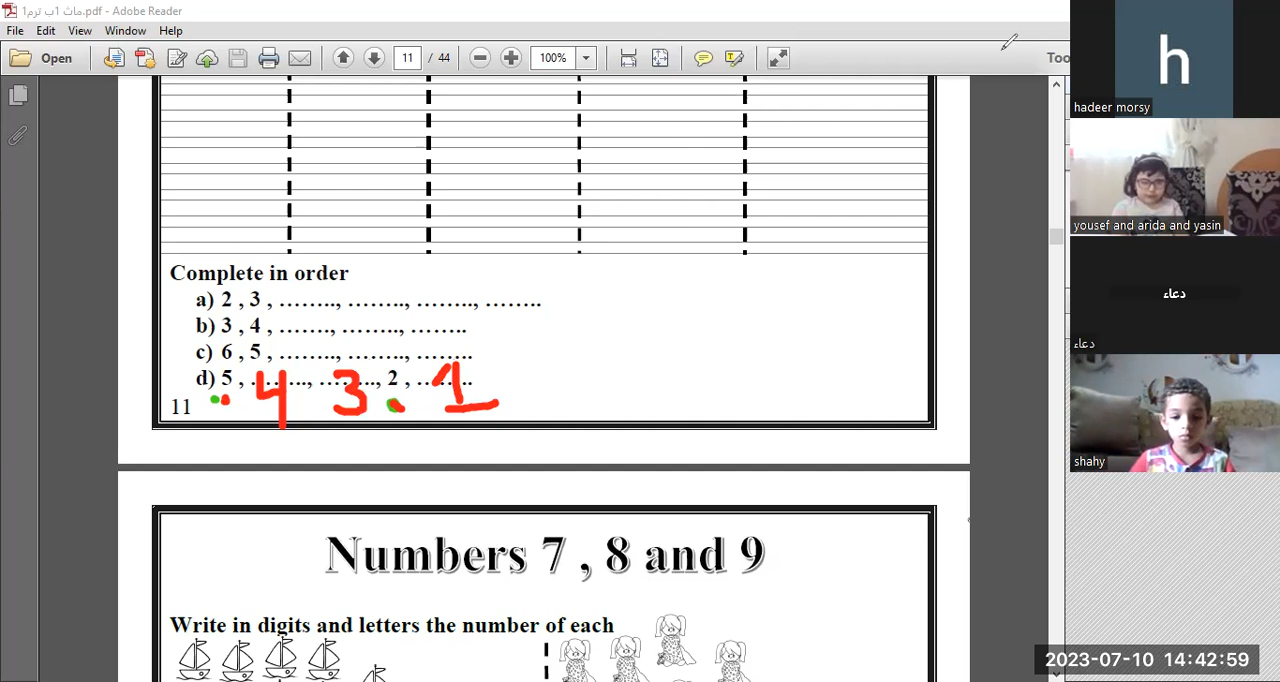 ماث 1ب ترم1.pdf - Adobe Reader
File Edit View Window Help
Open 11 / 44 100% Too
Complete in order
a) 2 , 3 , …….., …….., …….., ……..
b) 3 , 4 , ……., …….., ……..
c) 6 , 5 , …….., …….., ……..
d) 5 , …….., …….., 2 , ……..
4 3 1
11
Numbers 7 , 8 and 9
Write in digits and letters the number of each
h
hadeer morsy
yousef and arida and yasin
دعاء
دعاء
shahy
2023-07-10 14:42:59